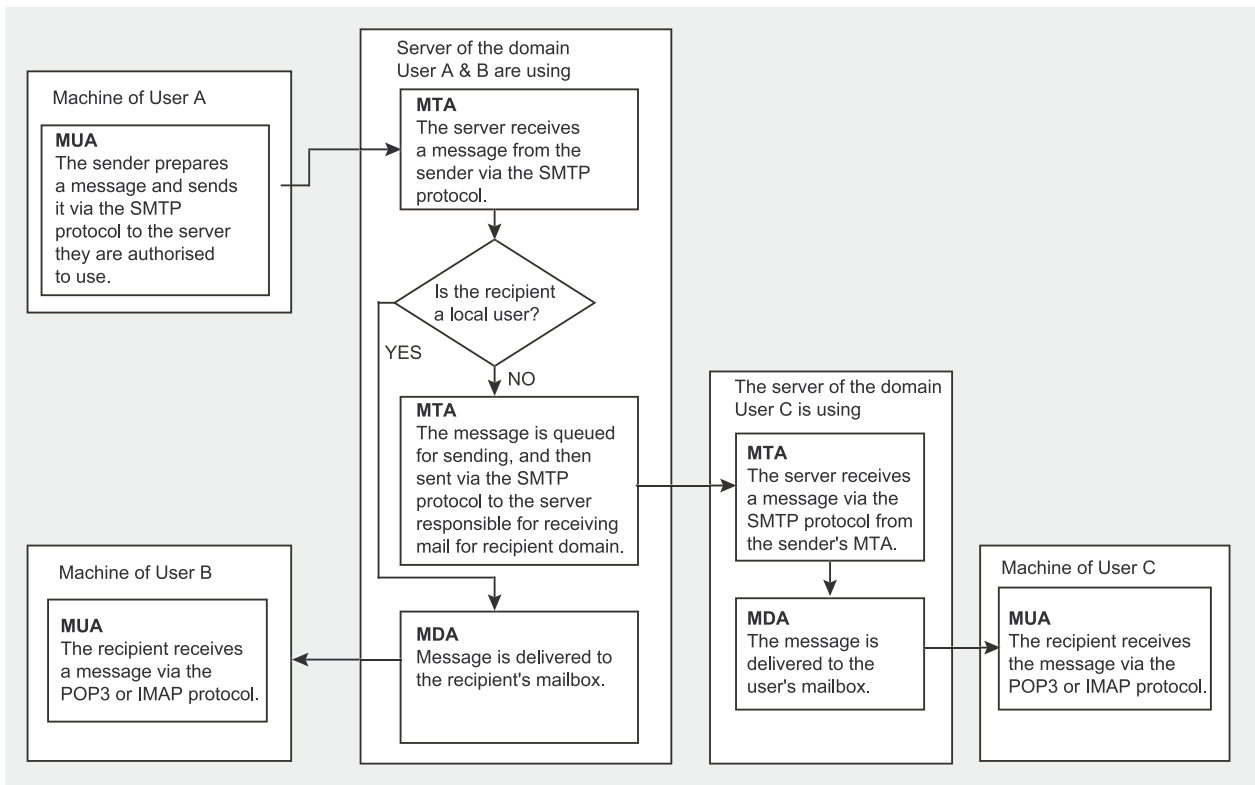 Machine of User A
MUA
The sender prepares
a message and sends
it via the SMTP
protocol to the server
they are authorised
to use.
Server of the domain
User A & B are using
MTA
The server receives
a message from the
sender via the SMTP
protocol.
Is the recipient
a local user?
YES
NO
MTA
The message is queued
for sending, and then
sent via the SMTP
protocol to the server
responsible for receiving
mail for recipient domain.
MDA
Message is delivered to
the recipient's mailbox.
Machine of User B
MUA
The recipient receives
a message via the
POP3 or IMAP protocol.
The server of the domain
User C is using
MTA
The server receives
a message via the
SMTP protocol from
the sender's MTA.
MDA
The message is
delivered to the
user's mailbox.
Machine of User C
MUA
The recipient receives
the message via the
POP3 or IMAP protocol.